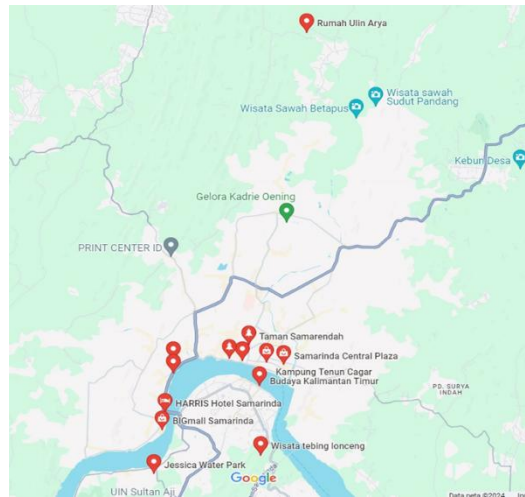 Rumah Ulin Arya
Wisata sawah
Sudut Pandang
Wisata Sawah Betapus
Kebun Desa
Gelora Kadrie Oening
PRINT CENTER ID
Taman Samarendah
Samarinda Central Plaza
Kampung Tenun Cagar
Budaya Kalimantan Timur
PD. SURYA
INDAH
HARRIS Hotel Samarinda
BIGmall Samarinda
Wisata tebing lonceng
Jessica Water Park
Google
UIN Sultan Aji
Data peta ©2024